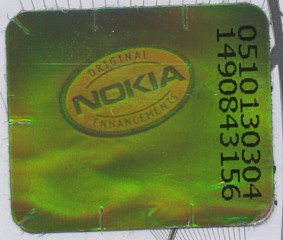 ORIGINAL
NOKIA
ENHANCEMENTS
0510130304
1490843156